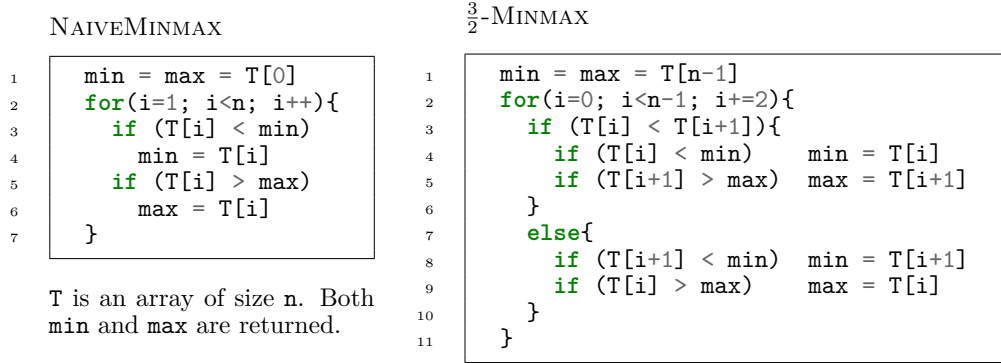 NAIVEMINMAX
1 min = max = T[0]
2 for(i=1; i<n; i++){
3 if (T[i] < min)
4 min = T[i]
5 if (T[i] > max)
6 max = T[i]
7 }
T is an array of size n. Both
min and max are returned.
3/2-MINMAX
1 min = max = T[n-1]
2 for(i=0; i<n-1; i+=2){
3 if (T[i] < T[i+1]){
4 if (T[i] < min) min = T[i]
5 if (T[i+1] > max) max = T[i+1]
6 }
7 else{
8 if (T[i+1] < min) min = T[i+1]
9 if (T[i] > max) max = T[i]
10 }
11 }